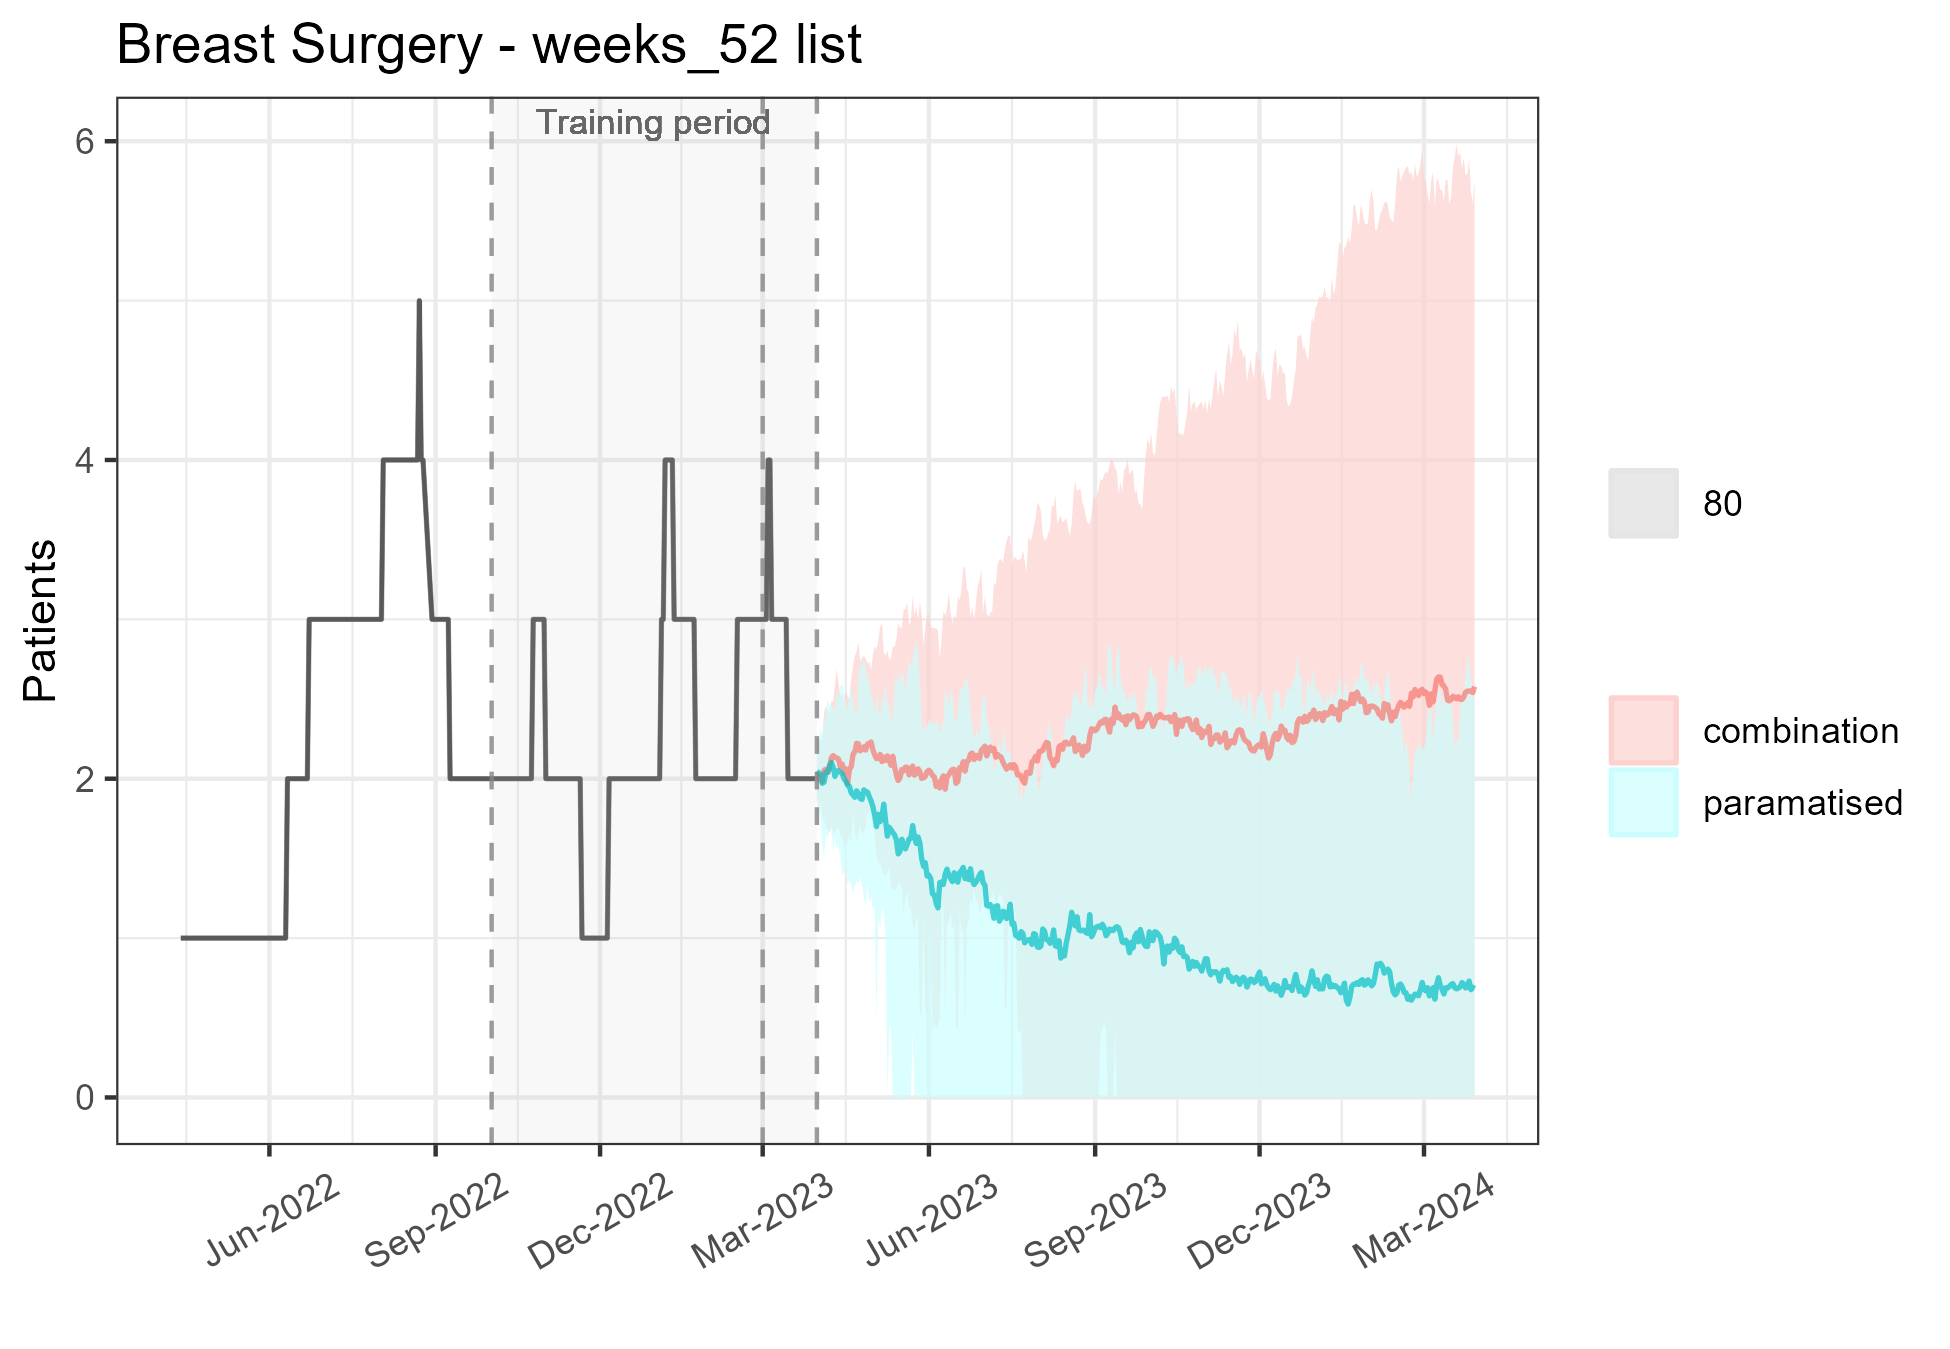 Breast Surgery - weeks_52 list
Training period
Patients
6
4
2
0
Jun-2022
Sep-2022
Dec-2022
Mar-2023
Jun-2023
Sep-2023
Dec-2023
Mar-2024
80
combination
paramatised